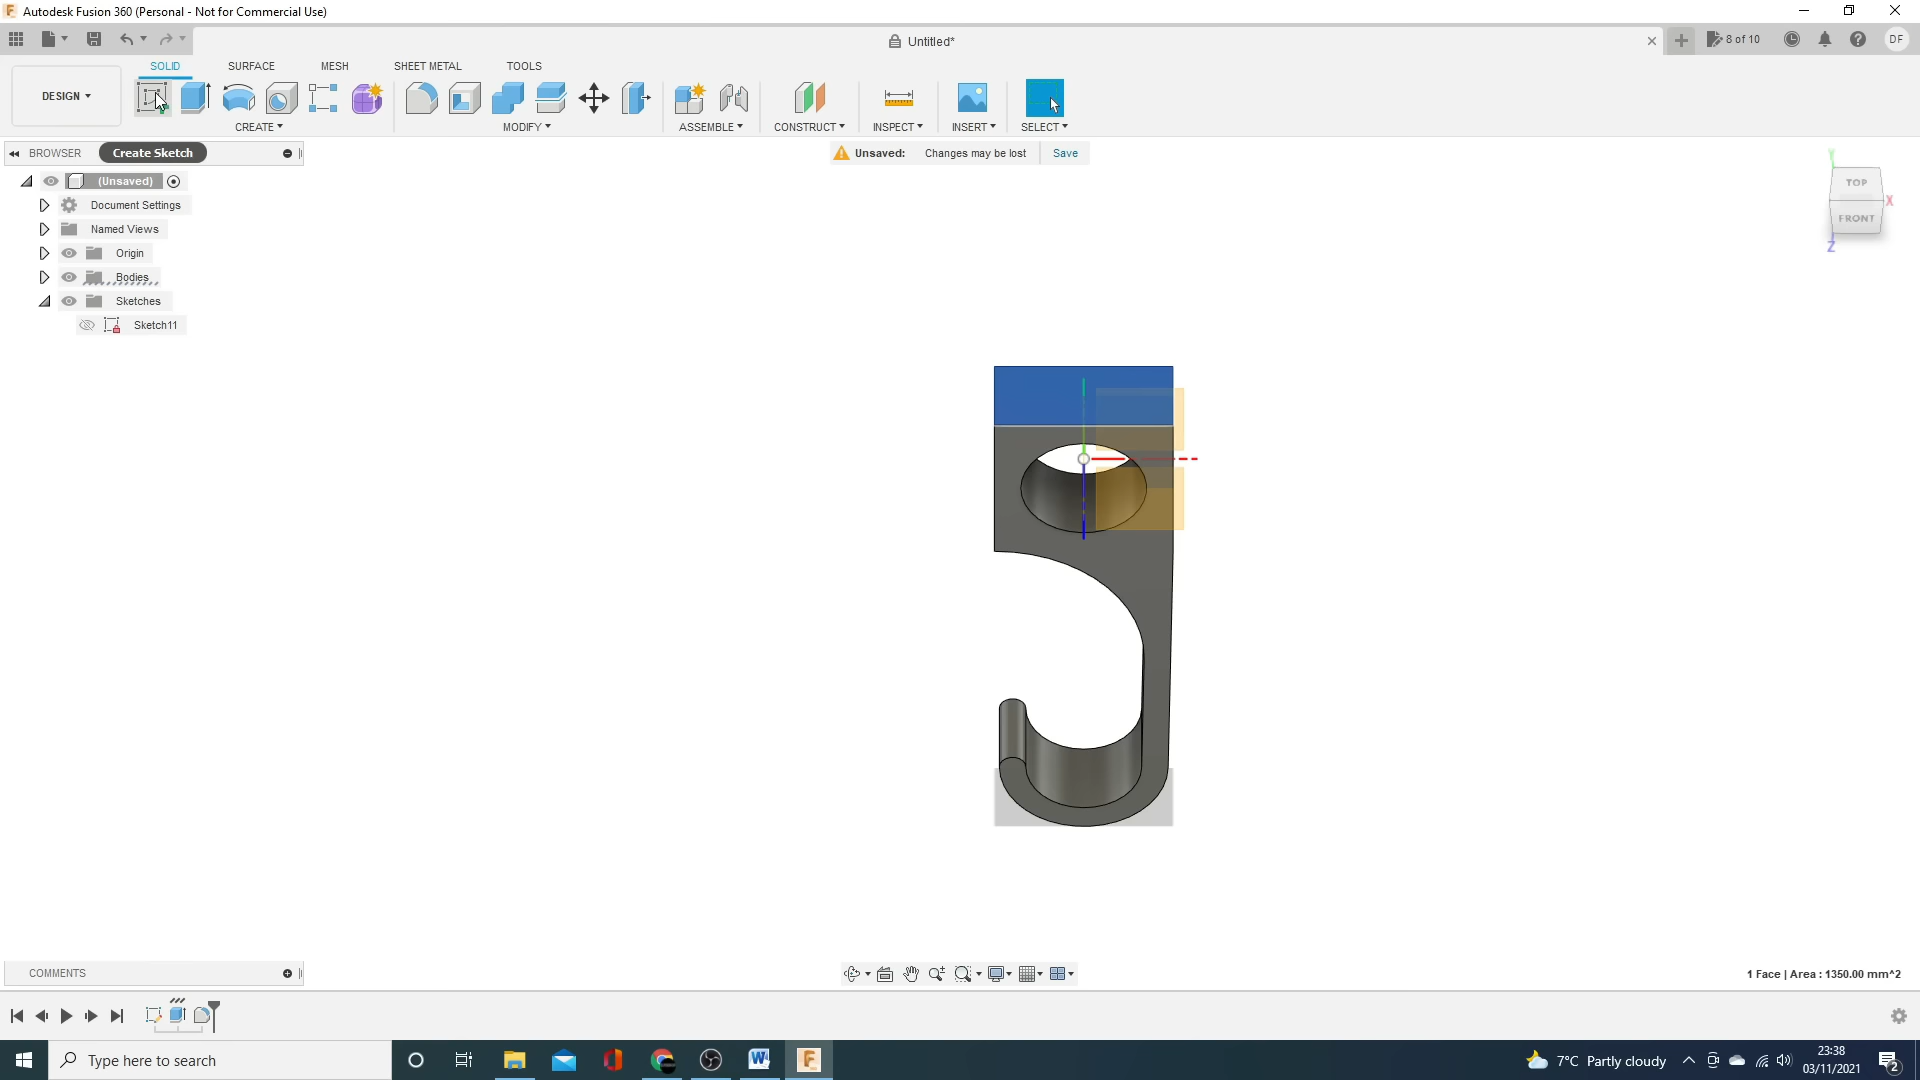 Autodesk Fusion 360 (Personal - Not for Commercial Use)
Untitled*
8 of 10
DF
DESIGN
SOLID
SURFACE
MESH
SHEET METAL
TOOLS
CREATE
MODIFY
ASSEMBLE
CONSTRUCT
INSPECT
INSERT
SELECT
BROWSER
Create Sketch
Unsaved: Changes may be lost Save
(Unsaved)
Document Settings
Named Views
Origin
Bodies
Sketches
Sketch11
Y
TOP
X
FRONT
Z
COMMENTS
1 Face | Area : 1350.00 mm^2
Type here to search
7°C Partly cloudy
23:38
03/11/2021
2